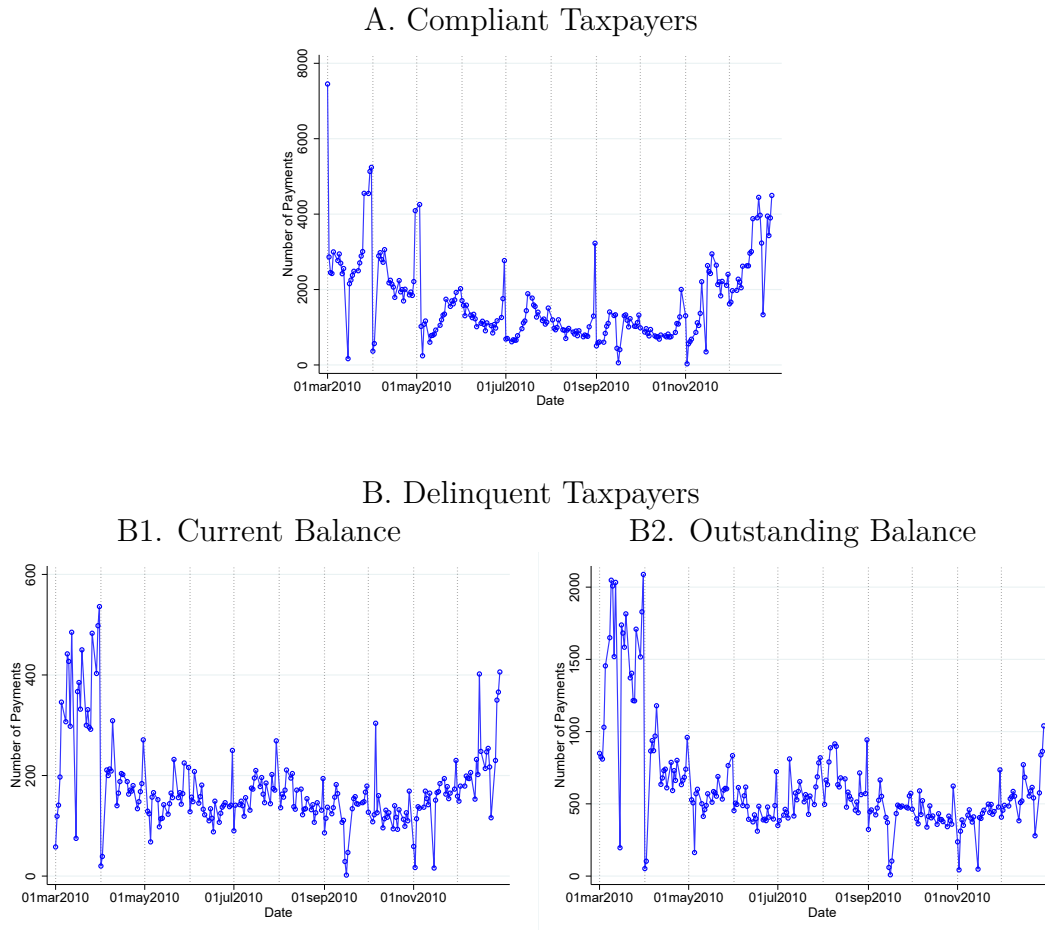 A. Compliant Taxpayers
Number of Payments
8000
6000
4000
2000
0
01mar2010 01may2010 01jul2010 01sep2010 01nov2010
Date
B. Delinquent Taxpayers
B1. Current Balance
Number of Payments
600
400
200
0
01mar2010 01may2010 01jul2010 01sep2010 01nov2010
Date
B2. Outstanding Balance
Number of Payments
2000
1500
1000
500
0
01mar2010 01may2010 01jul2010 01sep2010 01nov2010
Date